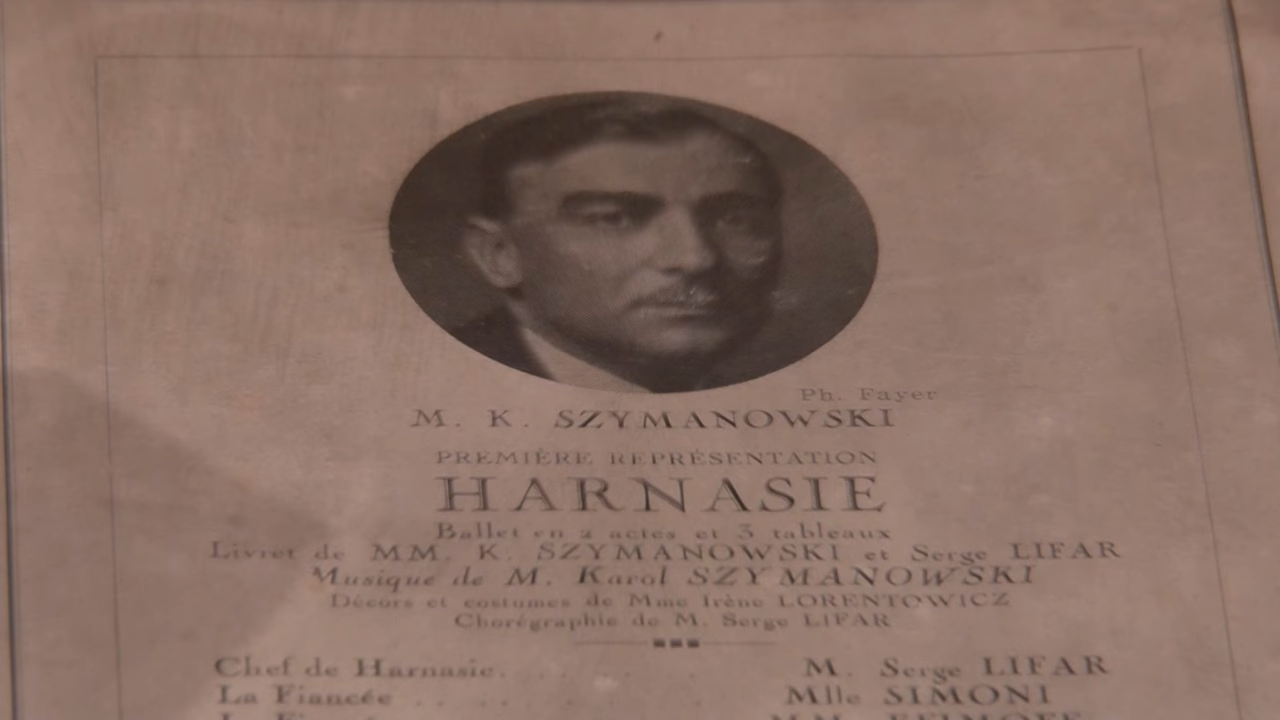 Ph. Fayer
M. K. SZYMANOWSKI
PREMIÈRE REPRÉSENTATION
HARNASIE
Ballet en 2 actes et 3 tableaux
Livret de MM. K. SZYMANOWSKI et Serge LIFAR
Musique de M. Karol SZYMANOWSKI
Décors et costumes de Mme Irène LORENTOWICZ
Chorégraphie de M. Serge LIFAR
Chef de Harnasie. . . . . . M. Serge LIFAR
La Fiancée . . . . . . Mlle SIMONI